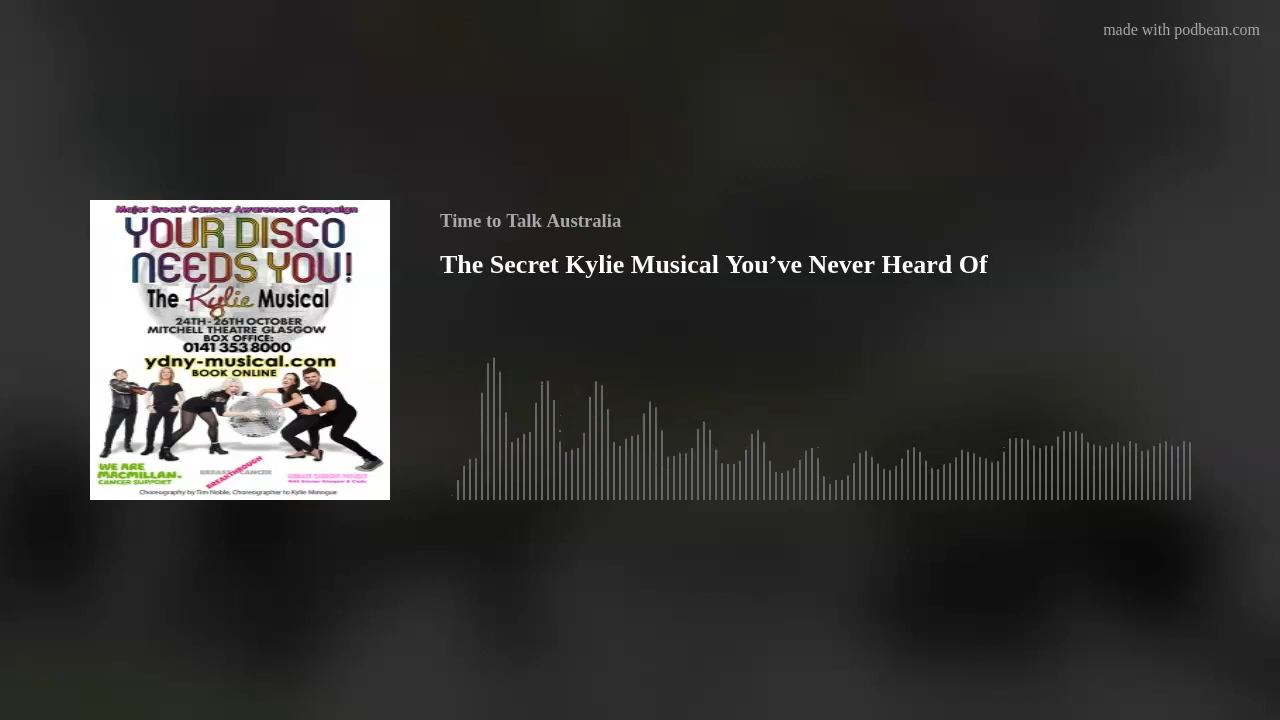 made with podbean.com
Time to Talk Australia
The Secret Kylie Musical You’ve Never Heard Of
Major Breast Cancer Awareness Campaign
YOUR DISCO
NEEDS YOU!
The Kylie Musical
24TH - 26TH OCTOBER
MITCHELL THEATRE GLASGOW
BOX OFFICE:
0141 353 8000
ydny-musical.com
BOOK ONLINE
WE ARE
MACMILLAN.
CANCER SUPPORT
BREAKTHROUGH
BREAST CANCER
Choreography by Tim Noble, Choreographer to Kylie Minogue